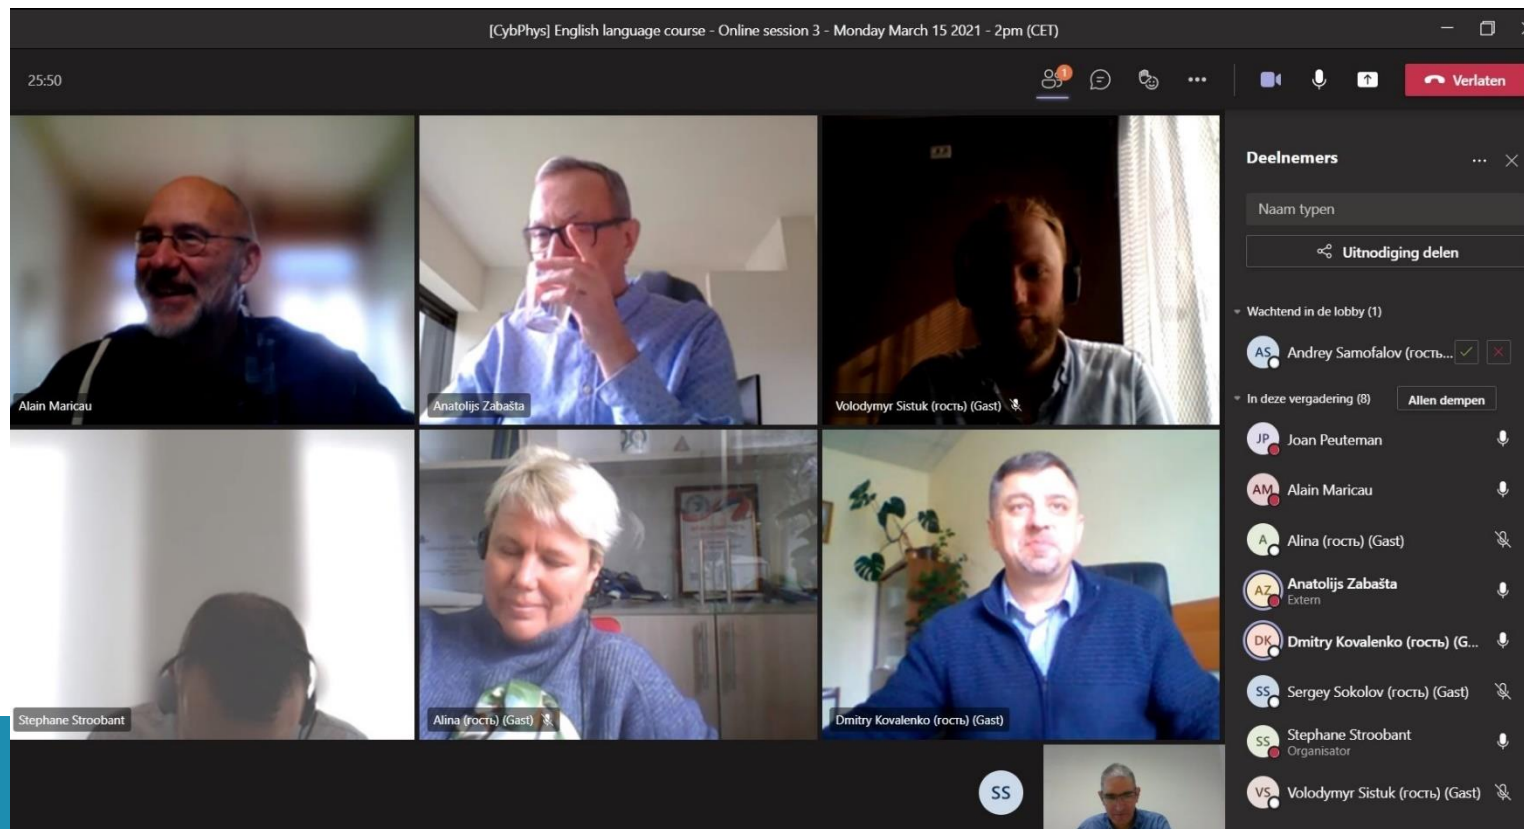 [CybPhys] English language course - Online session 3 - Monday March 15 2021 - 2pm (CET)
25:50
1
Verlaten
Alain Maricau
Anatolijs Zabašta
Volodymyr Sistuk (гость) (Gast)
Stephane Stroobant
Alina (гость) (Gast)
Dmitry Kovalenko (гость) (Gast)
SS
Deelnemers
Naam typen
Uitnodiging delen
Wachtend in de lobby (1)
AS Andrey Samofalov (гость...
In deze vergadering (8) Allen dempen
JP Joan Peuteman
AM Alain Maricau
A Alina (гость) (Gast)
AZ Anatolijs Zabašta
Extern
DK Dmitry Kovalenko (гость) (G...
SS Sergey Sokolov (гость) (Gast)
SS Stephane Stroobant
Organisator
VS Volodymyr Sistuk (гость) (Gast)